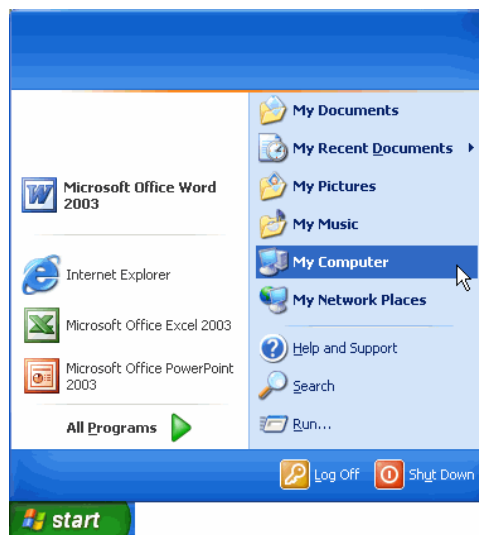 Microsoft Office Word
2003
Internet Explorer
Microsoft Office Excel 2003
Microsoft Office PowerPoint
2003
All Programs
My Documents
My Recent Documents
My Pictures
My Music
My Computer
My Network Places
Help and Support
Search
Run...
Log Off
Shut Down
start